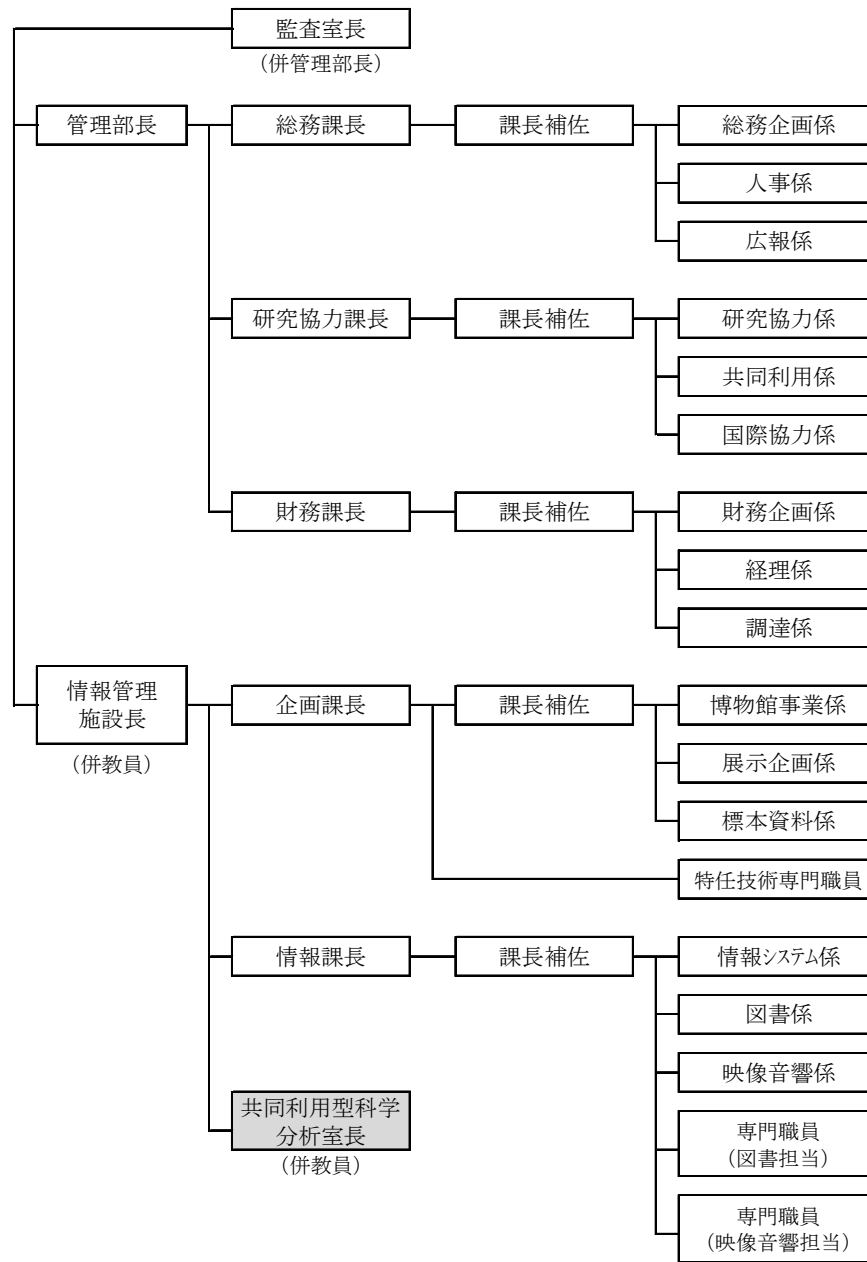 監査室長
(併管理部長)
管理部長
総務課長
課長補佐
総務企画係
人事係
広報係
研究協力課長
課長補佐
研究協力係
共同利用係
国際協力係
財務課長
課長補佐
財務企画係
経理係
調達係
情報管理
施設長
(併教員)
企画課長
課長補佐
博物館事業係
展示企画係
標本資料係
特任技術専門職員
情報課長
課長補佐
情報システム係
図書係
映像音響係
専門職員
(図書担当)
専門職員
(映像音響担当)
共同利用型科学
分析室長
(併教員)